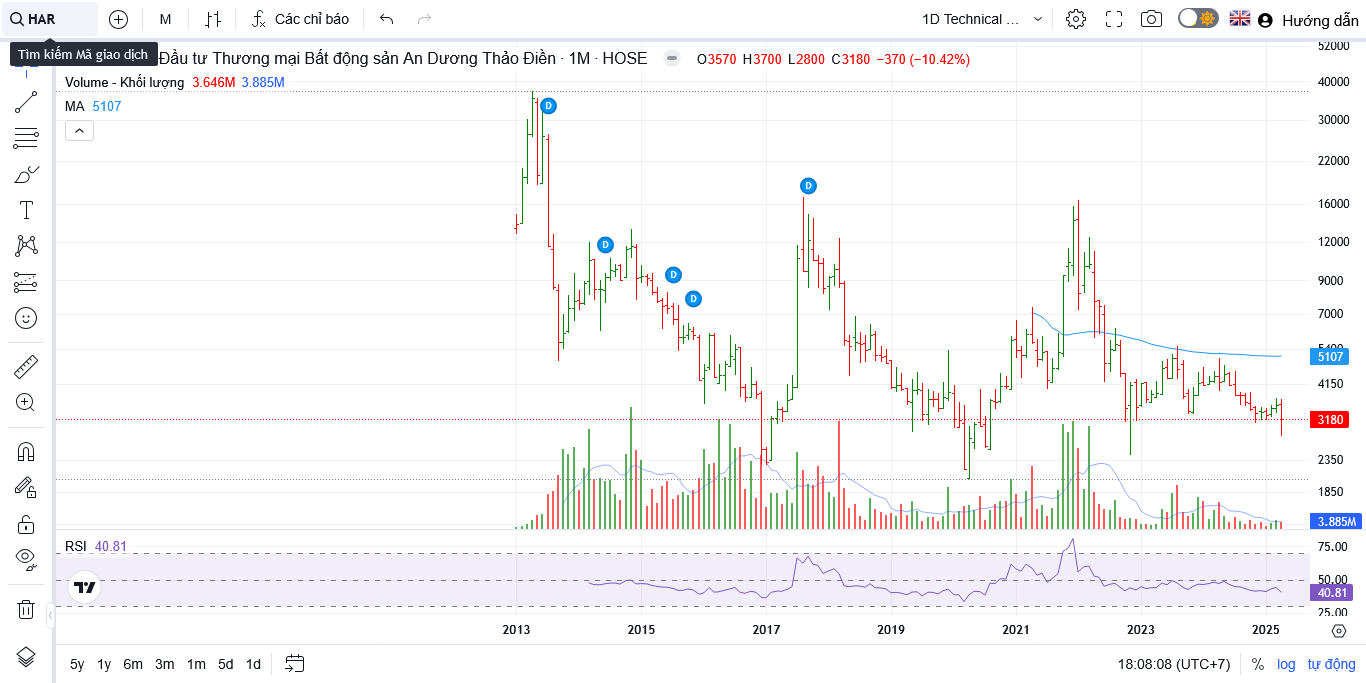 HAR
M
Các chỉ báo
1D Technical ...
Hướng dẫn
Tìm kiếm Mã giao dịch
Đầu tư Thương mại Bất động sản An Dương Thảo Điền · 1M · HOSE
O3570 H3700 L2800 C3180 −370 (−10.42%)
Volume - Khối lượng 3.646M 3.885M
MA 5107
D
D
D
D
D
52000
40000
30000
22000
16000
12000
9000
7000
5400
5107
4150
3180
2350
1850
3.885M
RSI 40.81
75.00
50.00
40.81
25.00
2013 2015 2017 2019 2021 2023 2025
5y 1y 6m 3m 1m 5d 1d
18:08:08 (UTC+7) % log tự động